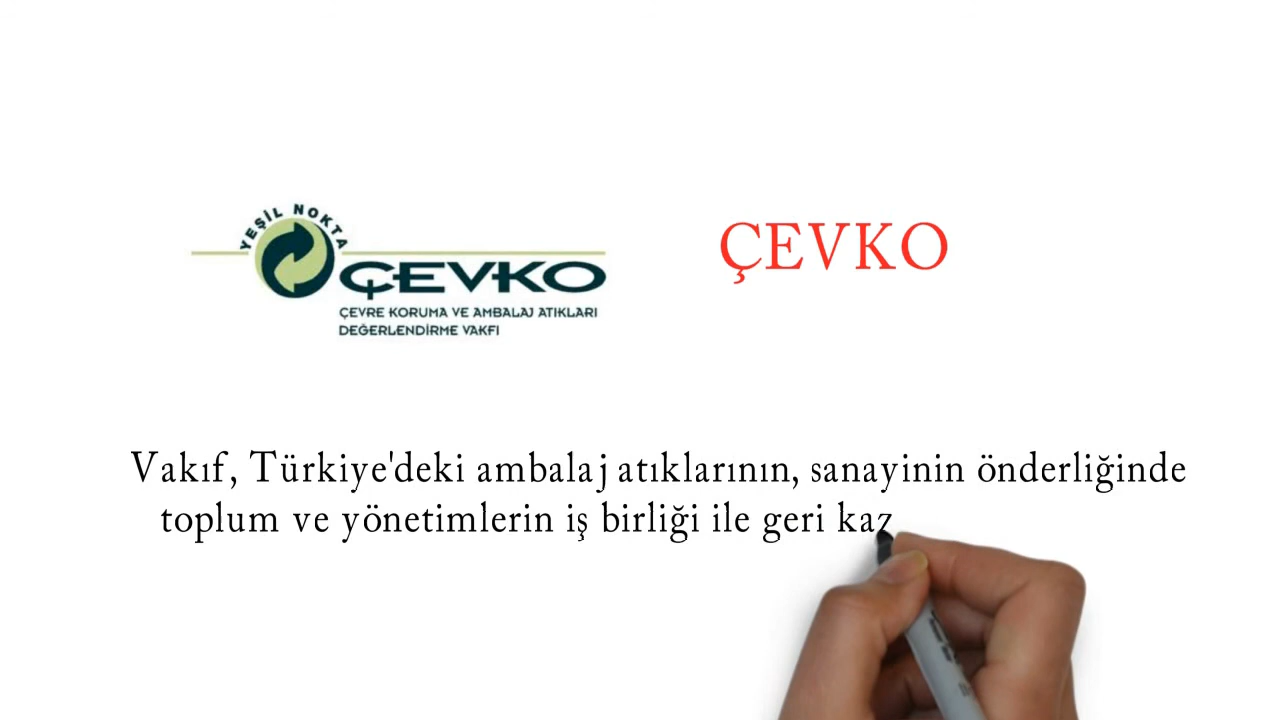 YEŞİL NOKTA
ÇEVKO
ÇEVRE KORUMA VE AMBALAJ ATIKLARI
DEĞERLENDİRME VAKFI
ÇEVKO
Vakıf, Türkiye'deki ambalaj atıklarının, sanayinin önderliğinde
toplum ve yönetimlerin iş birliği ile geri kaz